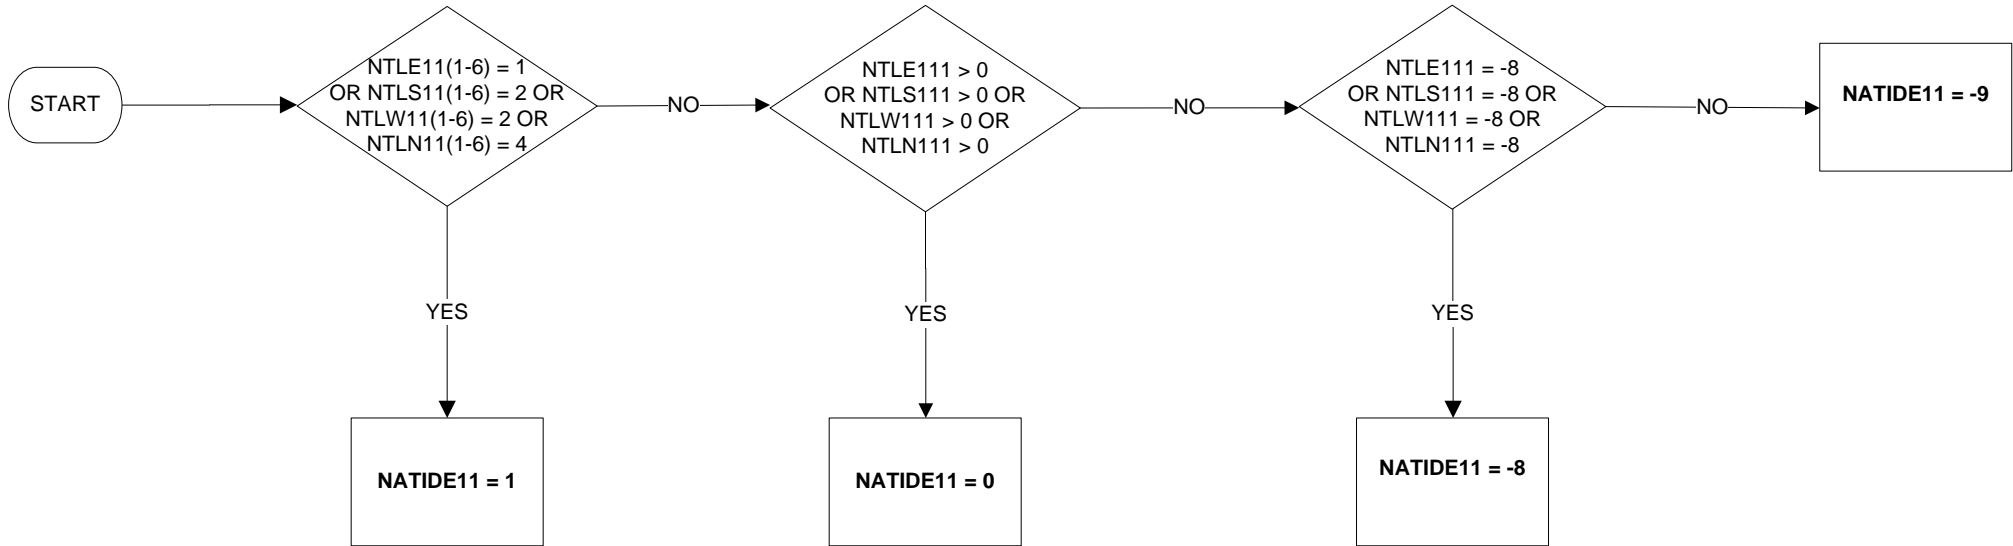 START
NTLE11(1-6) = 1
OR NTLS11(1-6) = 2 OR
NTLW11(1-6) = 2 OR
NTLN11(1-6) = 4
NO
NTLE111 > 0
OR NTLS111 > 0 OR
NTLW111 > 0 OR
NTLN111 > 0
NO
NTLE111 = -8
OR NTLS111 = -8 OR
NTLW111 = -8 OR
NTLN111 = -8
NO
NATIDE11 = -9
YES
YES
YES
NATIDE11 = 1
NATIDE11 = 0
NATIDE11 = -8